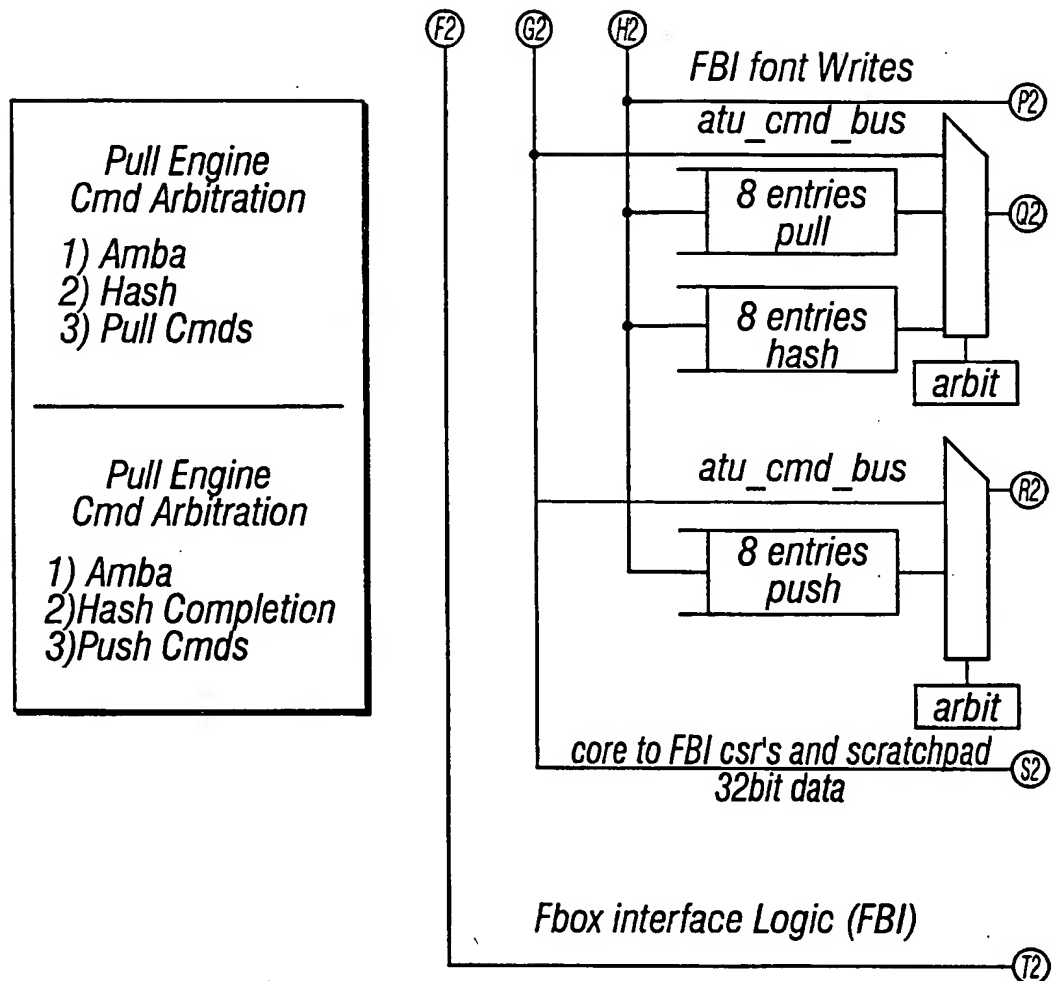 F2
G2
H2
FBI font Writes
P2
atu_cmd_bus
8 entries
pull
Q2
8 entries
hash
arbit
atu_cmd_bus
R2
8 entries
push
arbit
core to FBI csr's and scratchpad
32bit data
S2
Fbox interface Logic (FBI)
T2
Pull Engine
Cmd Arbitration
1) Amba
2) Hash
3) Pull Cmds
Pull Engine
Cmd Arbitration
1) Amba
2)Hash Completion
3)Push Cmds